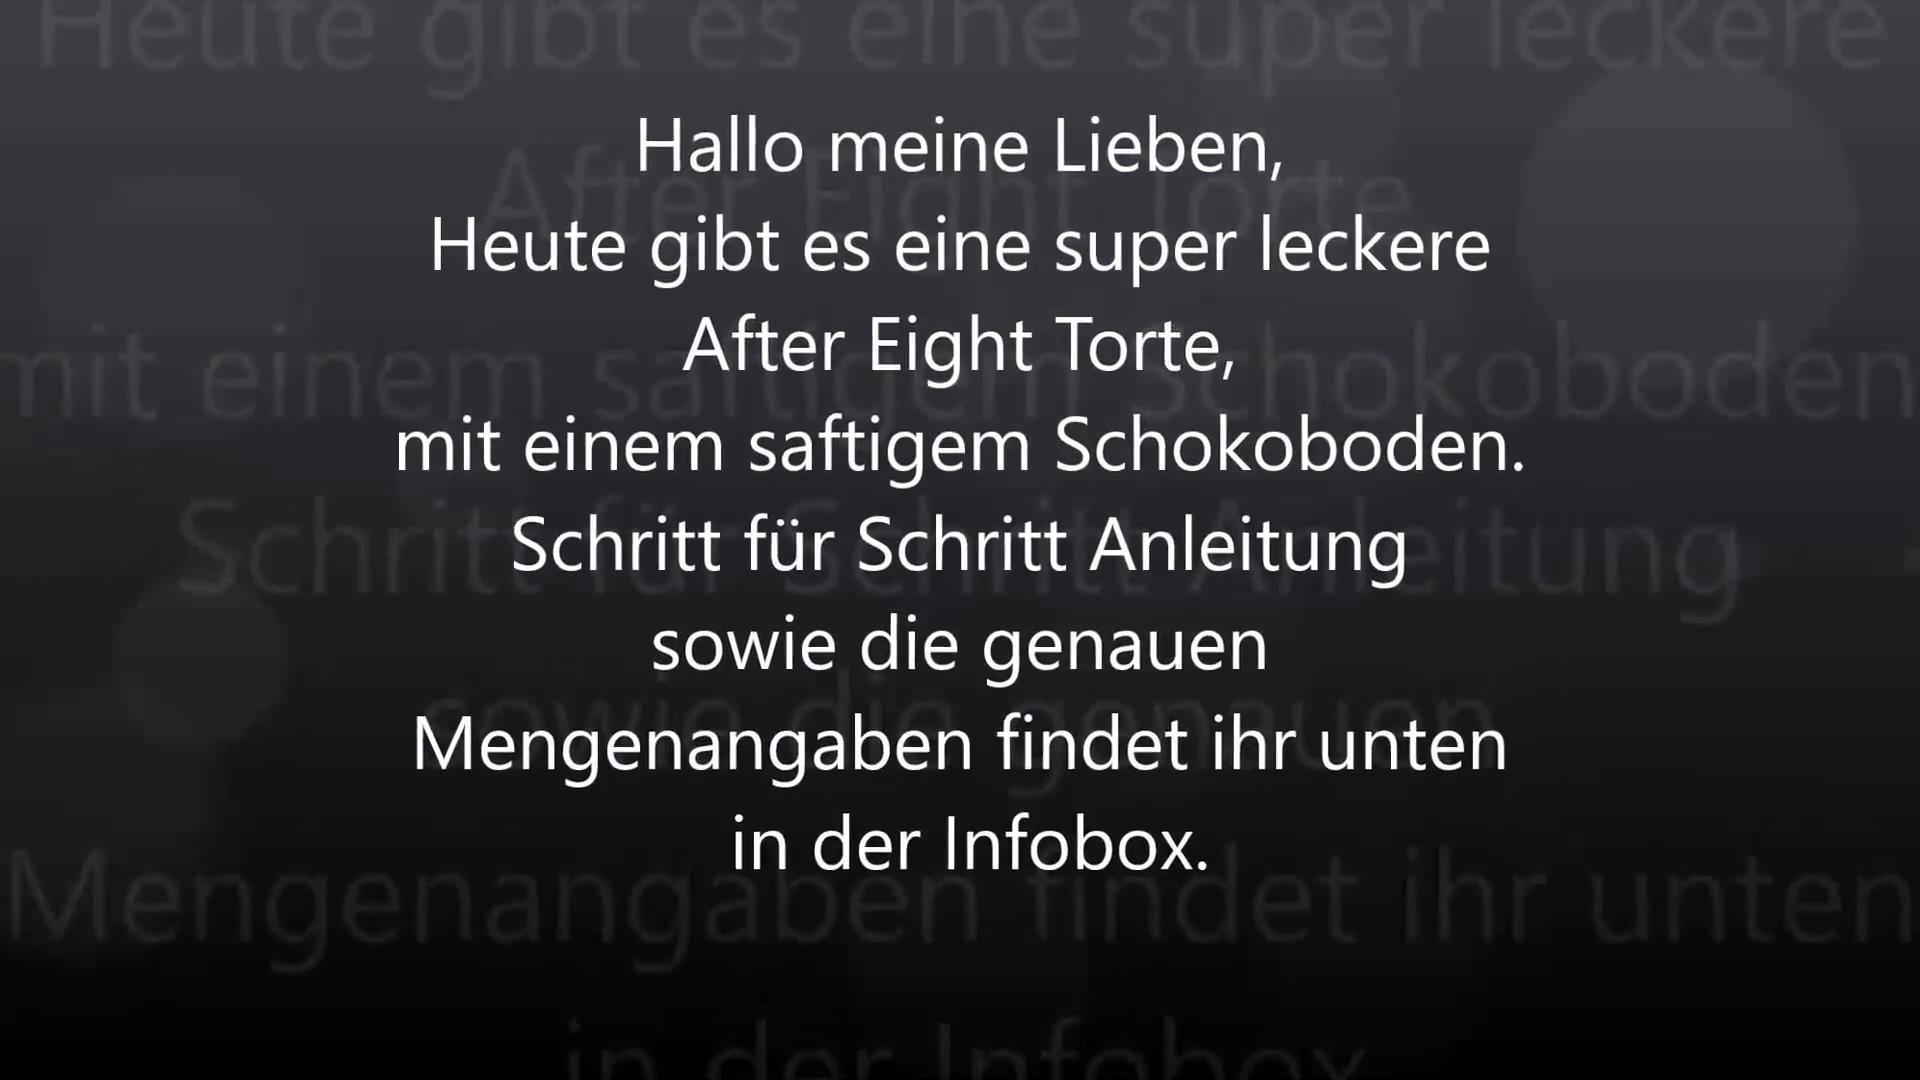 Hallo meine Lieben,
Heute gibt es eine super leckere
After Eight Torte,
mit einem saftigem Schokoboden.
Schritt für Schritt Anleitung
sowie die genauen
Mengenangaben findet ihr unten
in der Infobox.